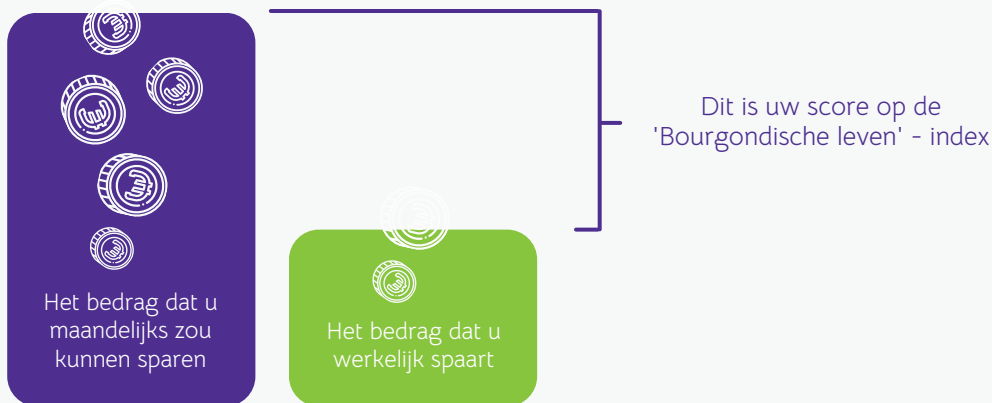 Dit is uw score op de
'Bourgondische leven' - index
Het bedrag dat u
maandelijks zou
kunnen sparen
Het bedrag dat u
werkelijk spaart